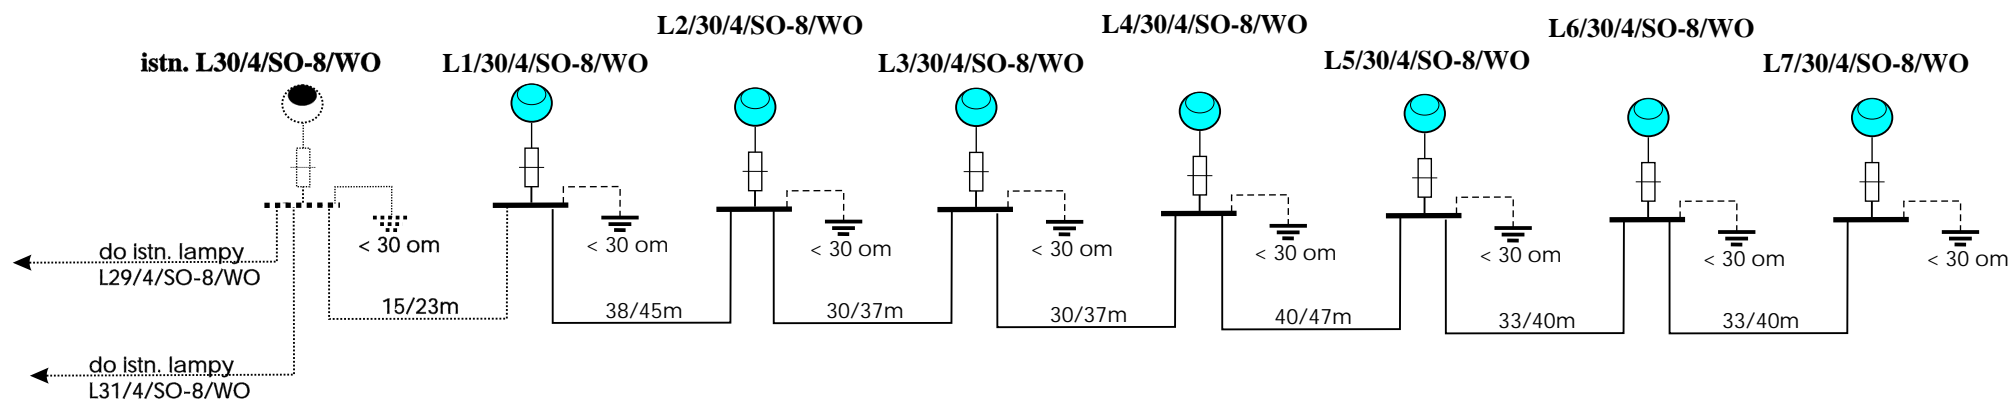 istn. L30/4/SO-8/WO
L1/30/4/SO-8/WO
L2/30/4/SO-8/WO
L3/30/4/SO-8/WO
L4/30/4/SO-8/WO
L5/30/4/SO-8/WO
L6/30/4/SO-8/WO
L7/30/4/SO-8/WO
< 30 om
< 30 om
< 30 om
< 30 om
< 30 om
< 30 om
< 30 om
< 30 om
do istn. lampy
L29/4/SO-8/WO
15/23m
38/45m
30/37m
30/37m
40/47m
33/40m
33/40m
do istn. lampy
L31/4/SO-8/WO